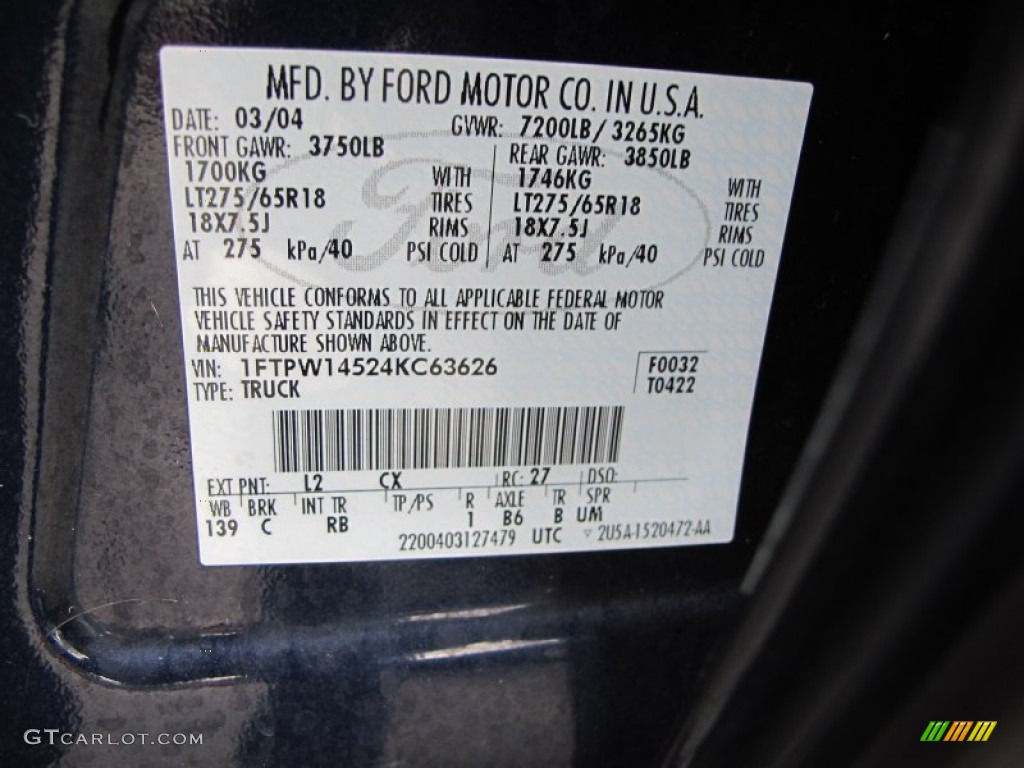 MFD. BY FORD MOTOR CO. IN U.S.A.
DATE: 03/04 GVWR: 7200LB/ 3265KG
FRONT GAWR: 3750LB REAR GAWR: 3850LB
1700KG WITH 1746KG WITH
LT275/65R18 TIRES LT275/65R18 TIRES
18X7.5J RIMS 18X7.5J RIMS
AT 275 kPa/40 PSI COLD AT 275 kPa/40 PSI COLD
Ford
THIS VEHICLE CONFORMS TO ALL APPLICABLE FEDERAL MOTOR
VEHICLE SAFETY STANDARDS IN EFFECT ON THE DATE OF
MANUFACTURE SHOWN ABOVE.
VIN: 1FTPW14524KC63626 F0032
TYPE: TRUCK T0422
EXT PNT: L2 CX RC: 27 DSO:
WB BRK INT TR TP/PS R AXLE TR SPR
139 C RB 1 B6 B UM
2200403127479 UTC ▽ 2U5A-1520472-AA
GTCARLOT.COM